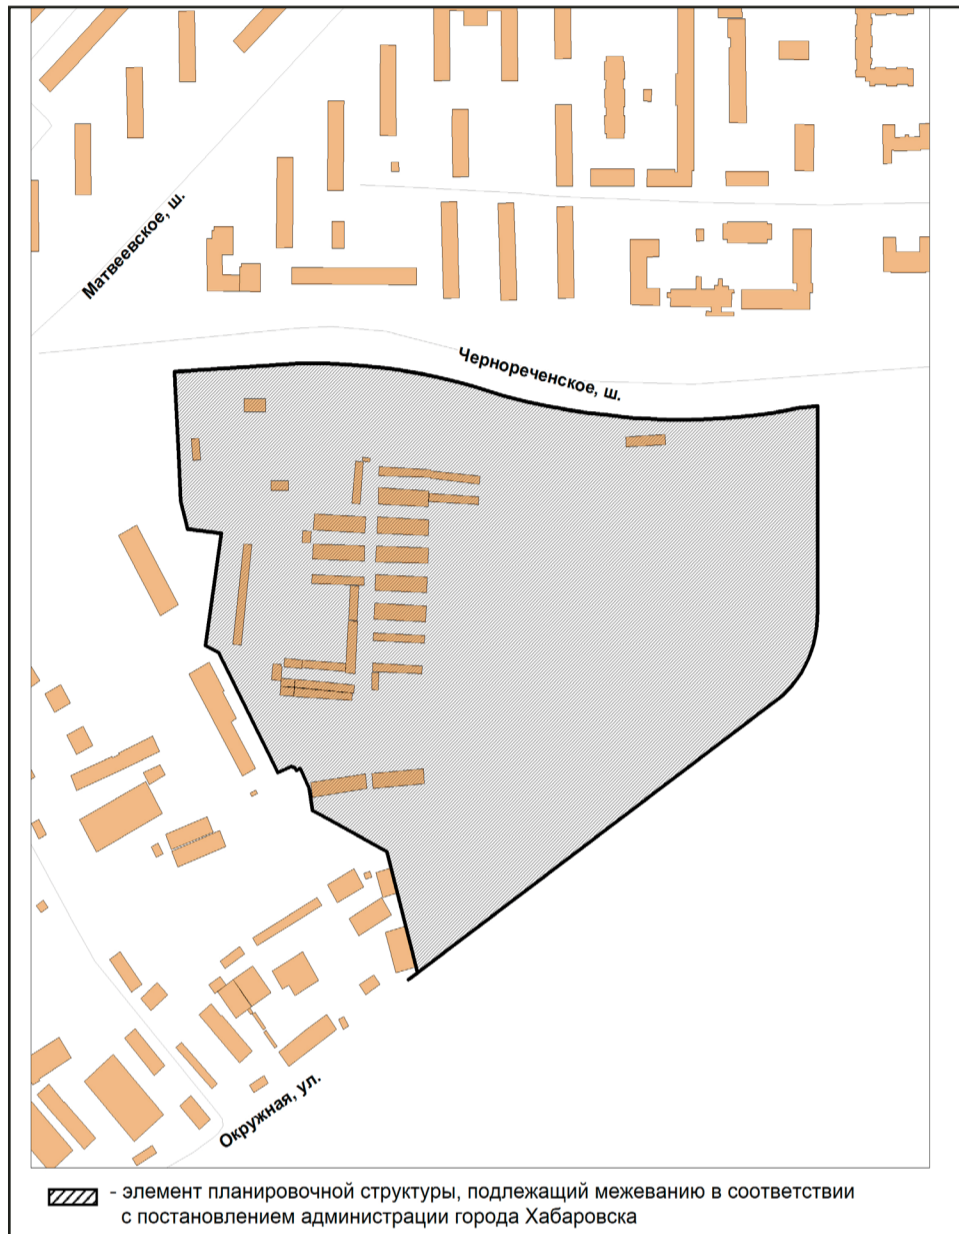 Матвеевское, ш.
Чернореченское, ш.
Окружная, ул.
- элемент планировочной структуры, подлежащий межеванию в соответствии
с постановлением администрации города Хабаровска